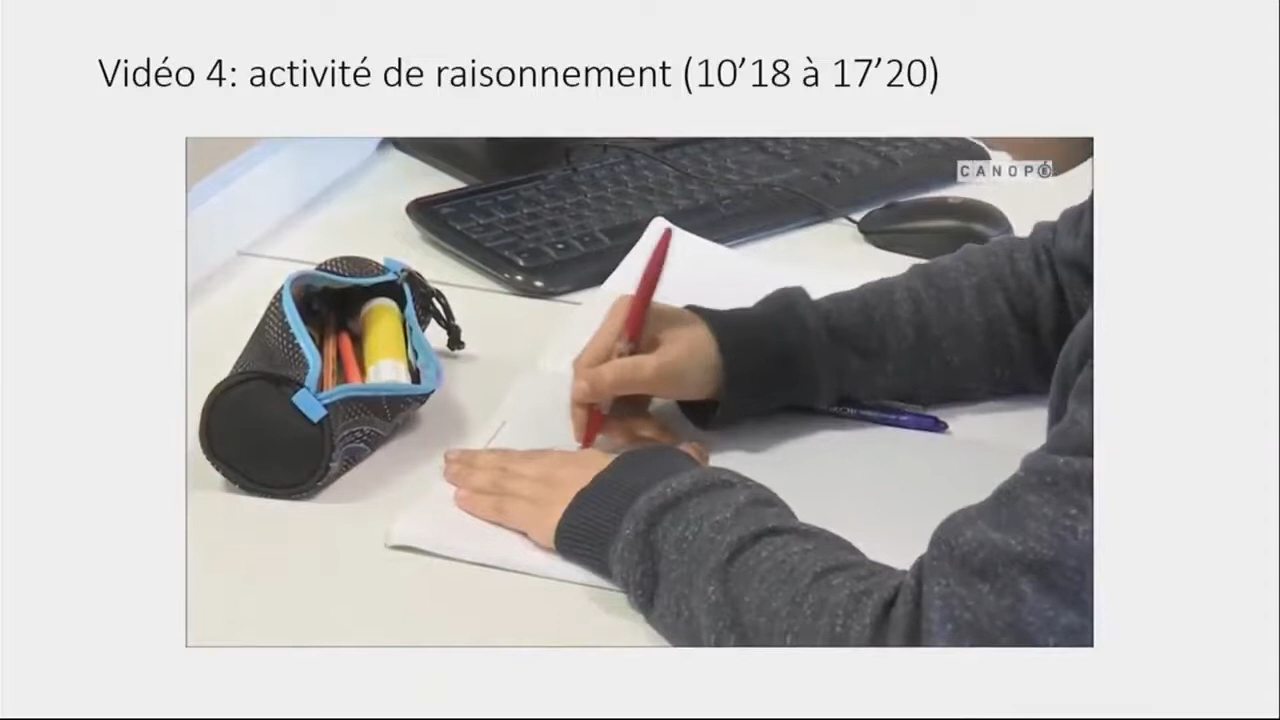 Vidéo 4: activité de raisonnement (10’18 à 17’20)
CANOPÉ